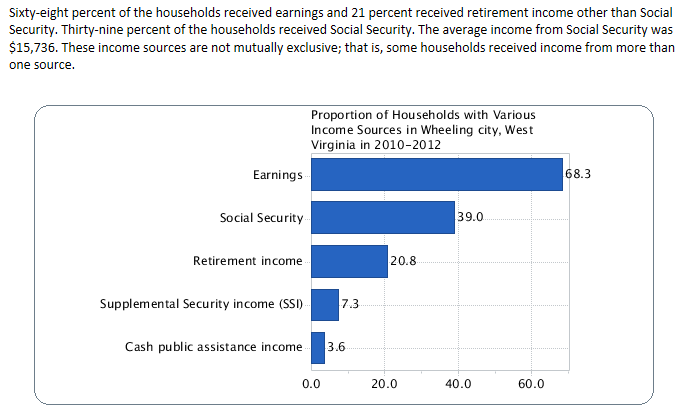 Sixty-eight percent of the households received earnings and 21 percent received retirement income other than Social
Security. Thirty-nine percent of the households received Social Security. The average income from Social Security was
$15,736. These income sources are not mutually exclusive; that is, some households received income from more than
one source.
Proportion of Households with Various
Income Sources in Wheeling city, West
Virginia in 2010-2012
Earnings 68.3
Social Security 39.0
Retirement income 20.8
Supplemental Security income (SSI) 7.3
Cash public assistance income 3.6
0.0 20.0 40.0 60.0